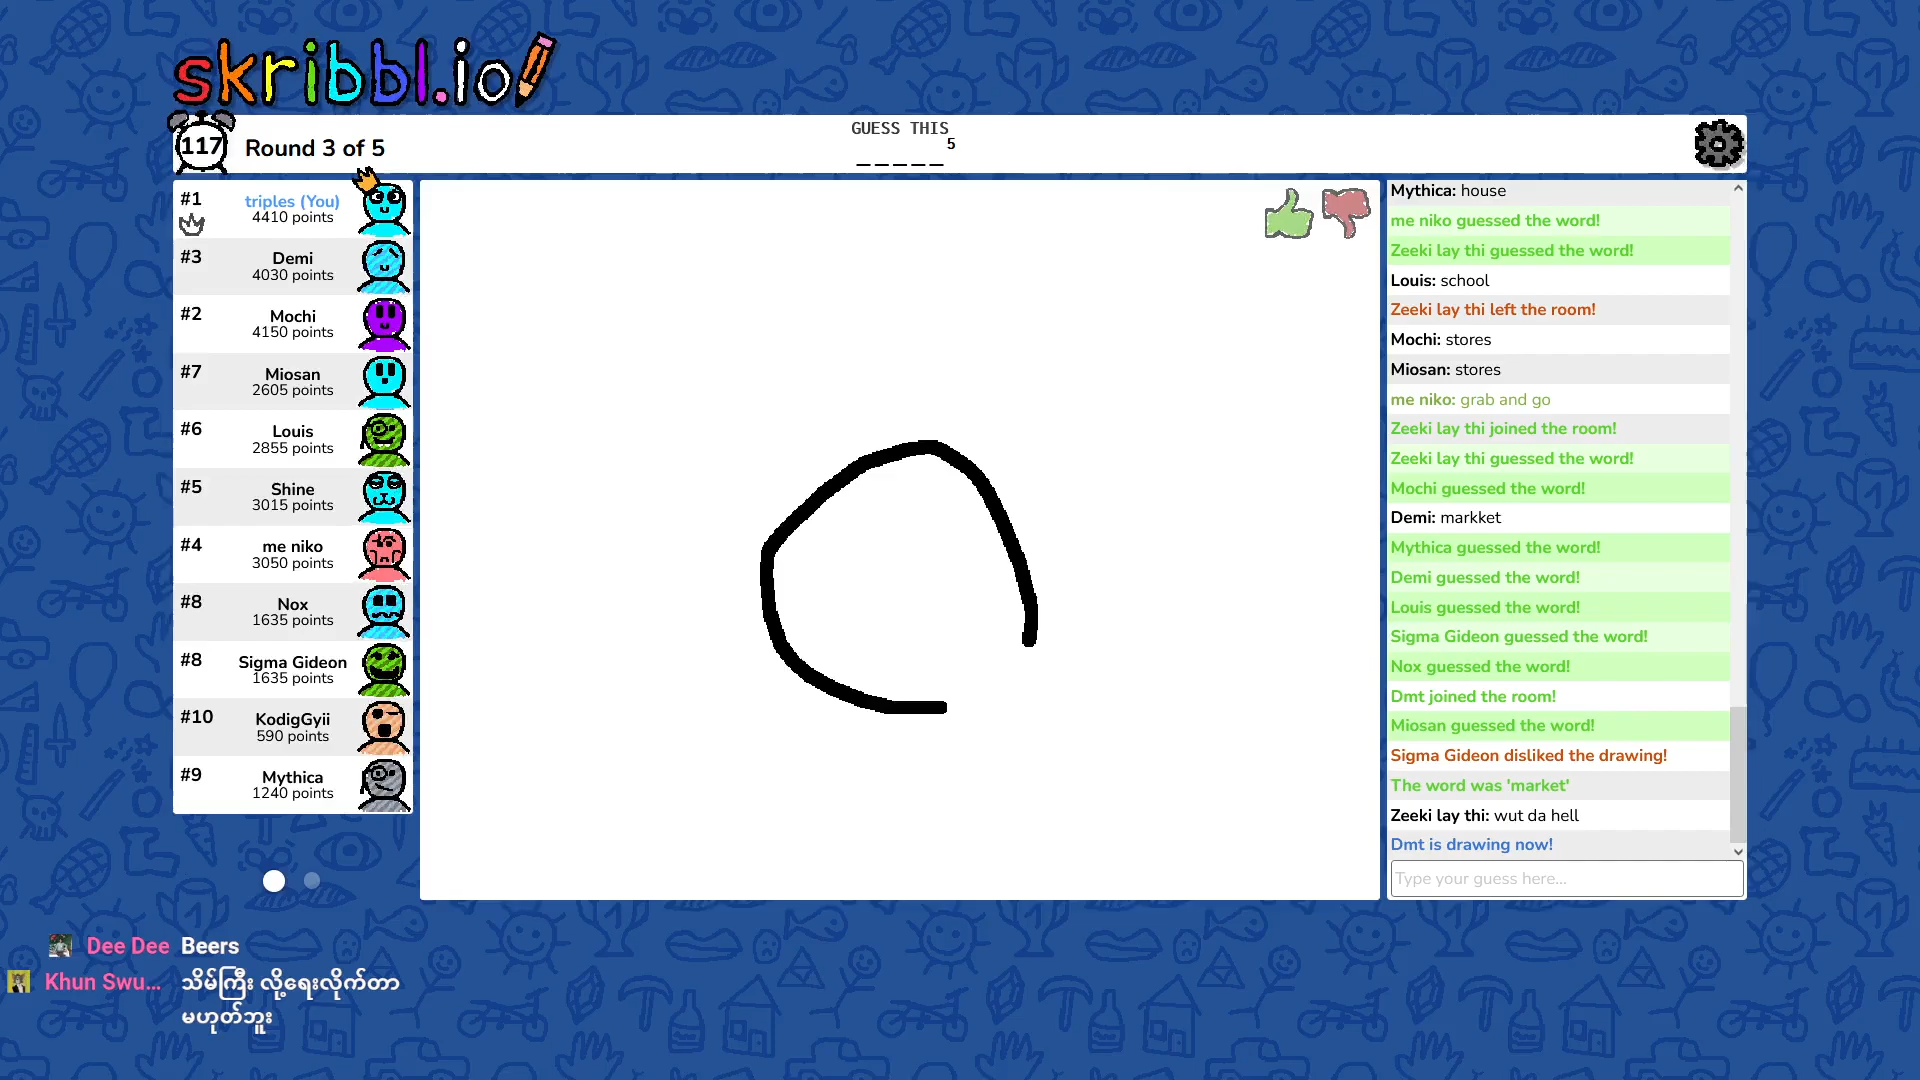 skribbl.io
117
Round 3 of 5
GUESS THIS
_____ 5
#1
triples (You)
4410 points
#3
Demi
4030 points
#2
Mochi
4150 points
#7
Miosan
2605 points
#6
Louis
2855 points
#5
Shine
3015 points
#4
me niko
3050 points
#8
Nox
1635 points
#8
Sigma Gideon
1635 points
#10
KodigGyii
590 points
#9
Mythica
1240 points
Mythica: house
me niko guessed the word!
Zeeki lay thi guessed the word!
Louis: school
Zeeki lay thi left the room!
Mochi: stores
Miosan: stores
me niko: grab and go
Zeeki lay thi joined the room!
Zeeki lay thi guessed the word!
Mochi guessed the word!
Demi: markket
Mythica guessed the word!
Demi guessed the word!
Louis guessed the word!
Sigma Gideon guessed the word!
Nox guessed the word!
Dmt joined the room!
Miosan guessed the word!
Sigma Gideon disliked the drawing!
The word was 'market'
Zeeki lay thi: wut da hell
Dmt is drawing now!
Type your guess here...
Dee Dee Beers
Khun Swu... သိမ်ကြီး လို့ရေးလိုက်တာ
မဟုတ်ဘူး